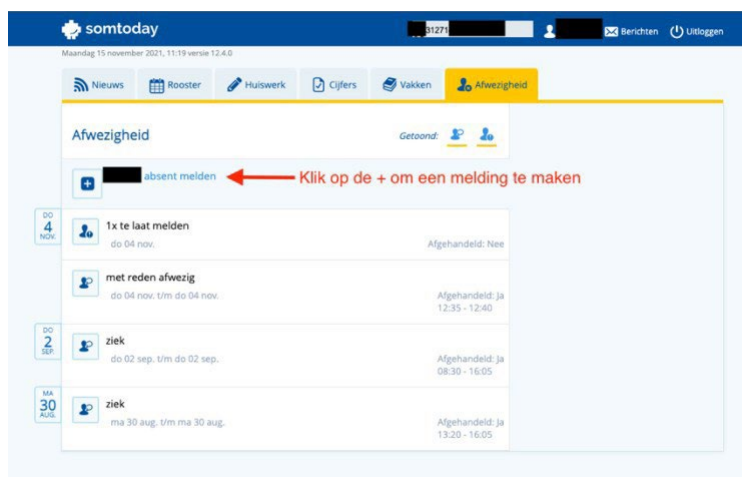 somtoday
31271
Berichten
Uitloggen
Maandag 15 november 2021, 11:19 versie 12.4.0
Nieuws
Rooster
Huiswerk
Cijfers
Vakken
Afwezigheid
Afwezigheid
Getoond:
absent melden
Klik op de + om een melding te maken
DO
4
NOV.
1x te laat melden
do 04 nov.
Afgehandeld: Nee
met reden afwezig
do 04 nov. t/m do 04 nov.
Afgehandeld: Ja
12:35 - 12:40
DO
2
SEP.
ziek
do 02 sep. t/m do 02 sep.
Afgehandeld: Ja
08:30 - 16:05
MA
30
AUG.
ziek
ma 30 aug. t/m ma 30 aug.
Afgehandeld: Ja
13:20 - 16:05